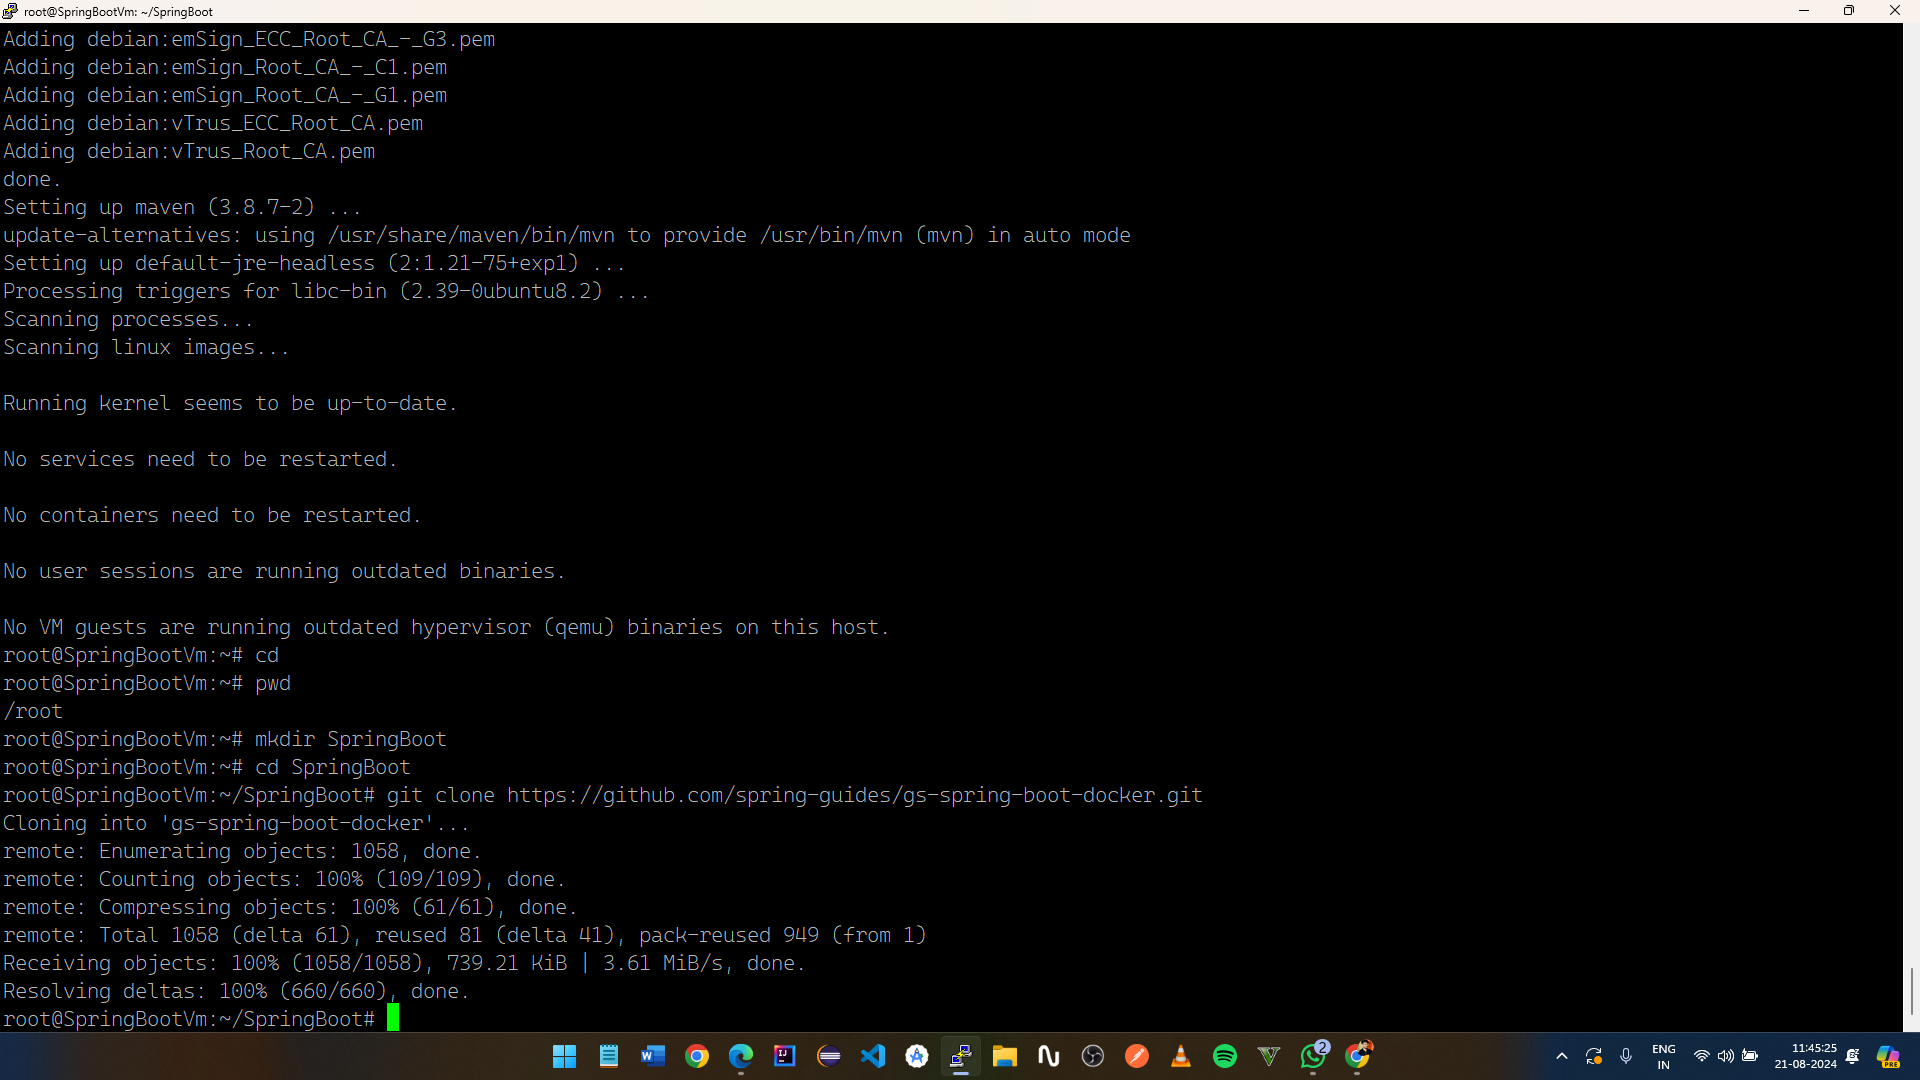 root@SpringBootVm: ~/SpringBoot
Adding debian:emSign_ECC_Root_CA_-_G3.pem
Adding debian:emSign_Root_CA_-_C1.pem
Adding debian:emSign_Root_CA_-_G1.pem
Adding debian:vTrus_ECC_Root_CA.pem
Adding debian:vTrus_Root_CA.pem
done.
Setting up maven (3.8.7-2) ...
update-alternatives: using /usr/share/maven/bin/mvn to provide /usr/bin/mvn (mvn) in auto mode
Setting up default-jre-headless (2:1.21-75+exp1) ...
Processing triggers for libc-bin (2.39-0ubuntu8.2) ...
Scanning processes...
Scanning linux images...
Running kernel seems to be up-to-date.
No services need to be restarted.
No containers need to be restarted.
No user sessions are running outdated binaries.
No VM guests are running outdated hypervisor (qemu) binaries on this host.
root@SpringBootVm:~# cd
root@SpringBootVm:~# pwd
/root
root@SpringBootVm:~# mkdir SpringBoot
root@SpringBootVm:~# cd SpringBoot
root@SpringBootVm:~/SpringBoot# git clone https://github.com/spring-guides/gs-spring-boot-docker.git
Cloning into 'gs-spring-boot-docker'...
remote: Enumerating objects: 1058, done.
remote: Counting objects: 100% (109/109), done.
remote: Compressing objects: 100% (61/61), done.
remote: Total 1058 (delta 61), reused 81 (delta 41), pack-reused 949 (from 1)
Receiving objects: 100% (1058/1058), 739.21 KiB | 3.61 MiB/s, done.
Resolving deltas: 100% (660/660), done.
root@SpringBootVm:~/SpringBoot#
2
ENG
IN
11:45:25
21-08-2024
PRE